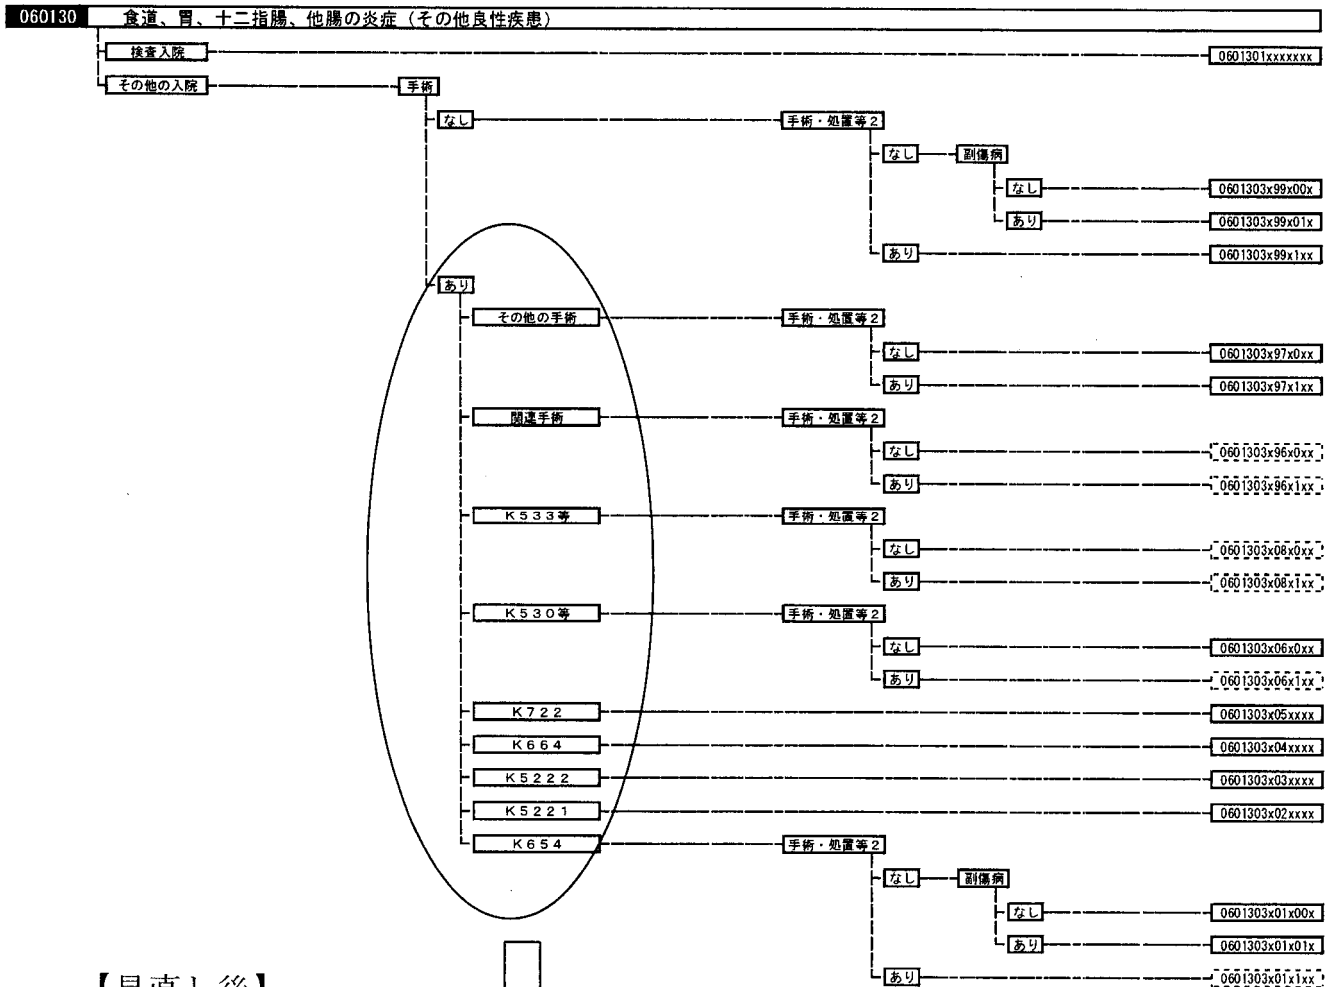 060130 食道、胃、十二指腸、他腸の炎症（その他良性疾患）
検査入院 0601301xxxxxxx
その他の入院 手術
なし 手術・処置等2
なし 副傷病
なし 0601303x99x00x
あり 0601303x99x01x
あり 0601303x99x1xx
あり
その他の手術 手術・処置等2
なし 0601303x97x0xx
あり 0601303x97x1xx
関連手術 手術・処置等2
なし 0601303x96x0xx
あり 0601303x96x1xx
K533等 手術・処置等2
なし 0601303x08x0xx
あり 0601303x08x1xx
K530等 手術・処置等2
なし 0601303x06x0xx
あり 0601303x06x1xx
K722 0601303x05xxxx
K664 0601303x04xxxx
K5222 0601303x03xxxx
K5221 0601303x02xxxx
K654 手術・処置等2
なし 副傷病
なし 0601303x01x00x
あり 0601303x01x01x
あり 0601303x01x1xx
【見直し後】